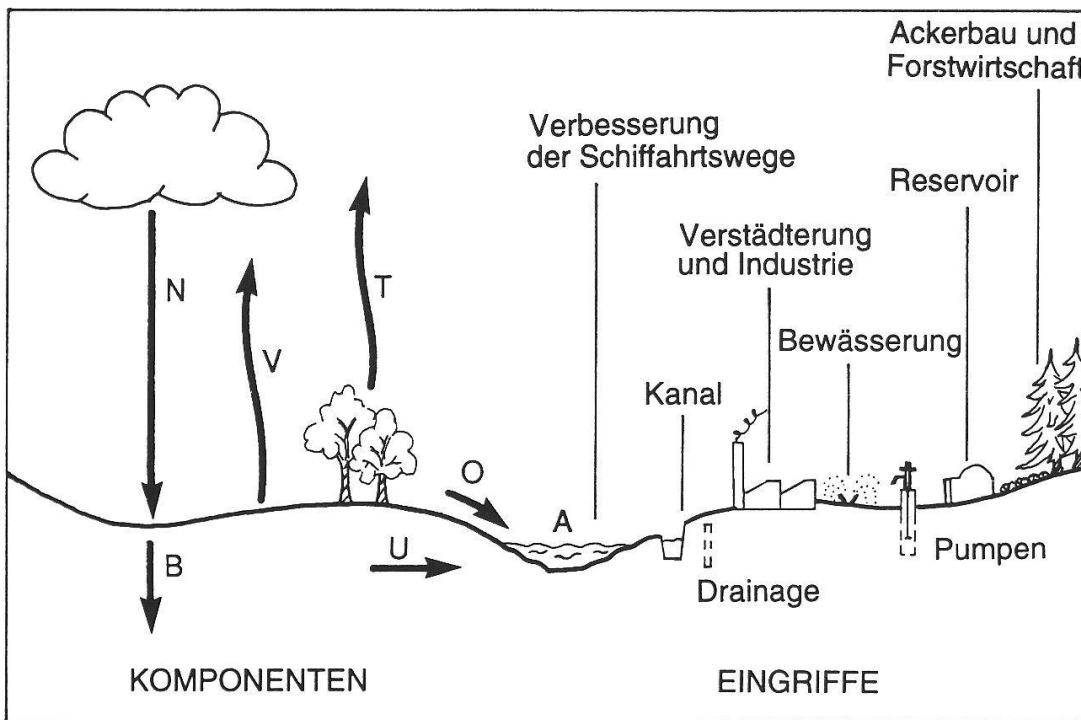 Ackerbau und
Forstwirtschaft
Verbesserung
der Schiffahrtswege
Reservoir
Verstädterung
und Industrie
N
T
V
Bewässerung
Kanal
O
A
B
U
Drainage
Pumpen
KOMPONENTEN
EINGRIFFE